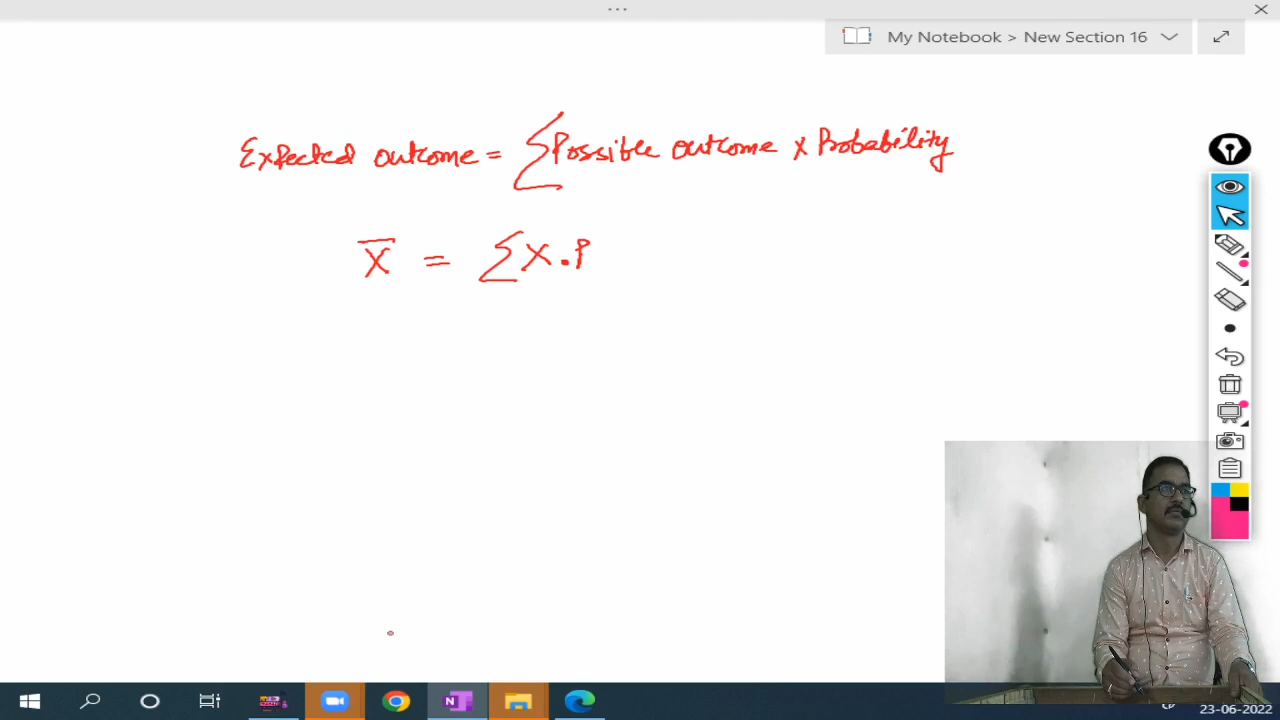 My Notebook > New Section 16
Expected outcome = ∑ Possible outcome x Probability
X̅ = ∑X.P
23-06-2022